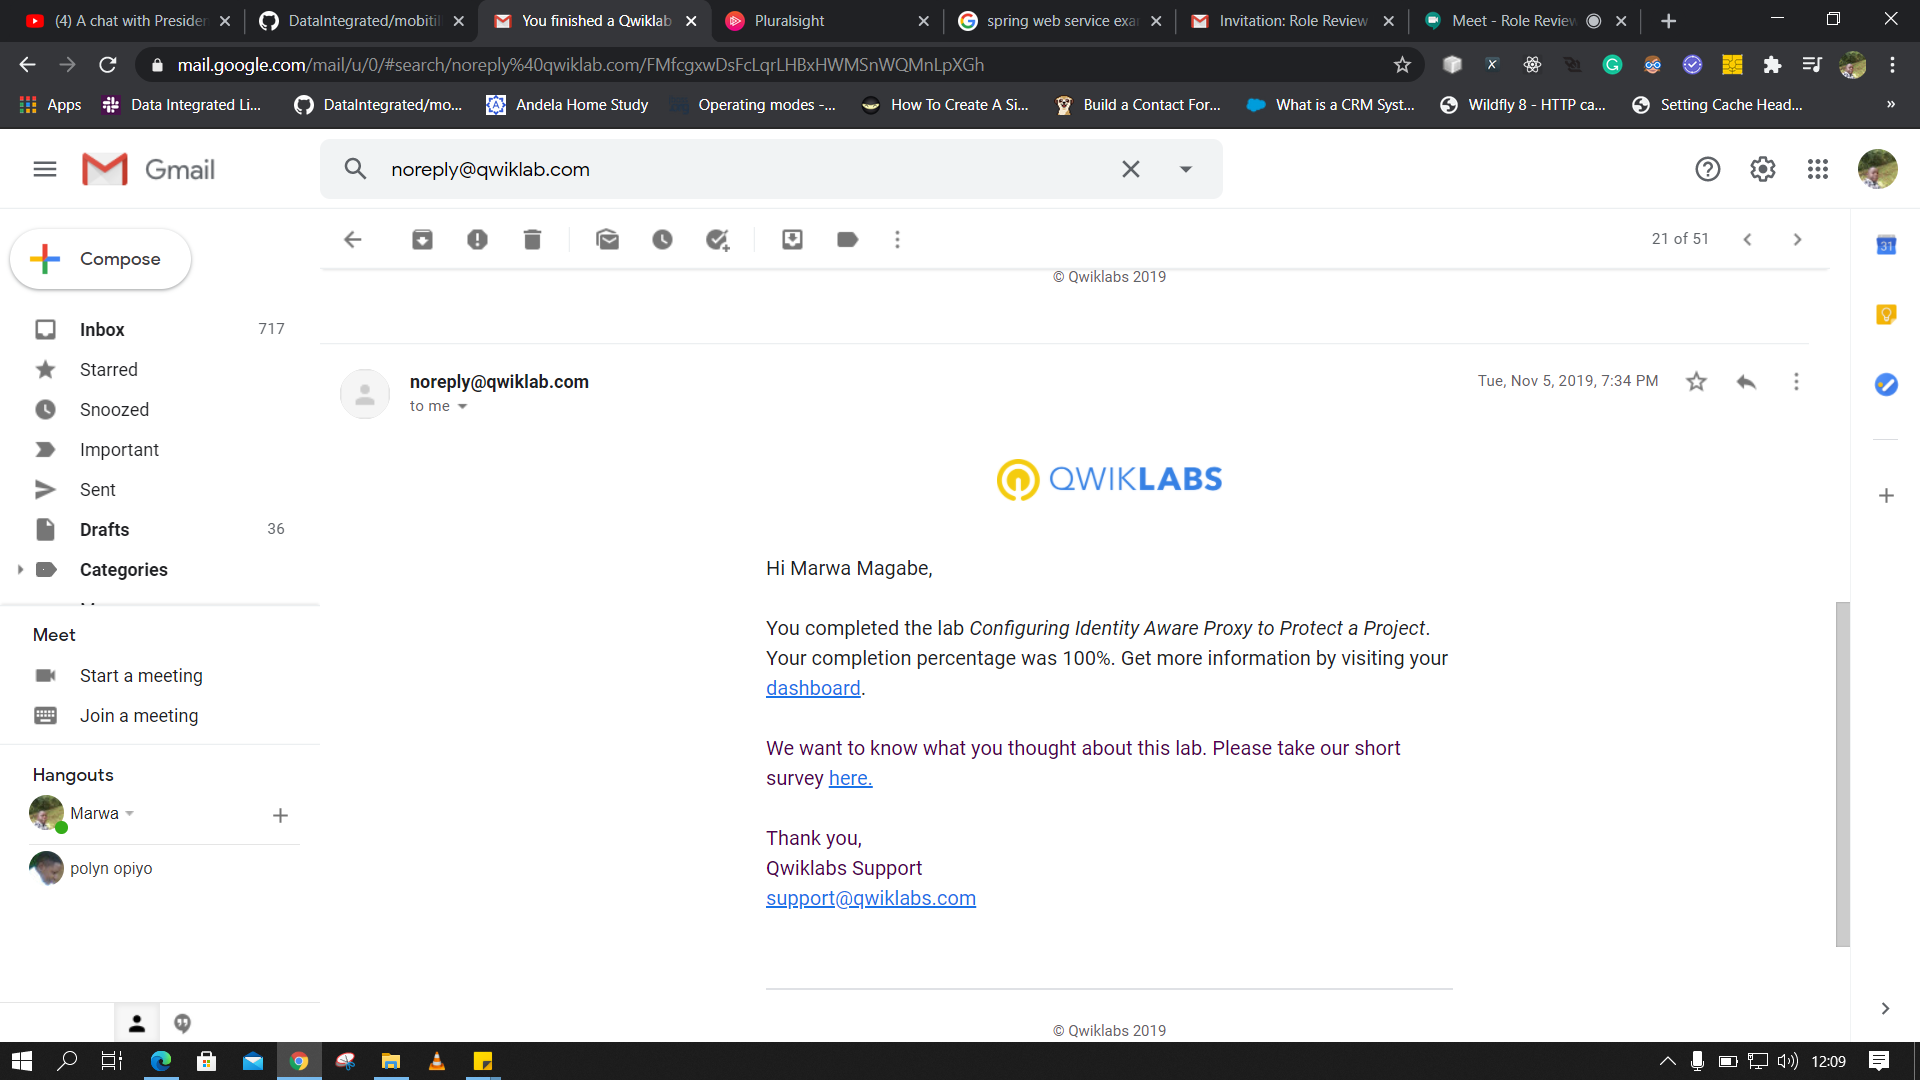 (4) A chat with Presiden
DataIntegrated/mobitil
You finished a Qwiklab
Pluralsight
spring web service exa
Invitation: Role Review
Meet - Role Review
mail.google.com/mail/u/0/#search/noreply%40qwiklab.com/FMfcgxwDsFcLqrLHBxHWMSnWQMnLpXGh
Apps
Data Integrated Li...
DataIntegrated/mo...
Andela Home Study
Operating modes -...
How To Create A Si...
Build a Contact For...
What is a CRM Syst...
Wildfly 8 - HTTP ca...
Setting Cache Head...
»
Gmail
noreply@qwiklab.com
Compose
21 of 51
31
© Qwiklabs 2019
Inbox 717
Starred
Snoozed
Important
Sent
Drafts 36
Categories
Meet
Start a meeting
Join a meeting
Hangouts
Marwa
polyn opiyo
noreply@qwiklab.com
to me
Tue, Nov 5, 2019, 7:34 PM
QWIKLABS
Hi Marwa Magabe,
You completed the lab Configuring Identity Aware Proxy to Protect a Project.
Your completion percentage was 100%. Get more information by visiting your
dashboard.
We want to know what you thought about this lab. Please take our short
survey here.
Thank you,
Qwiklabs Support
support@qwiklabs.com
© Qwiklabs 2019
12:09